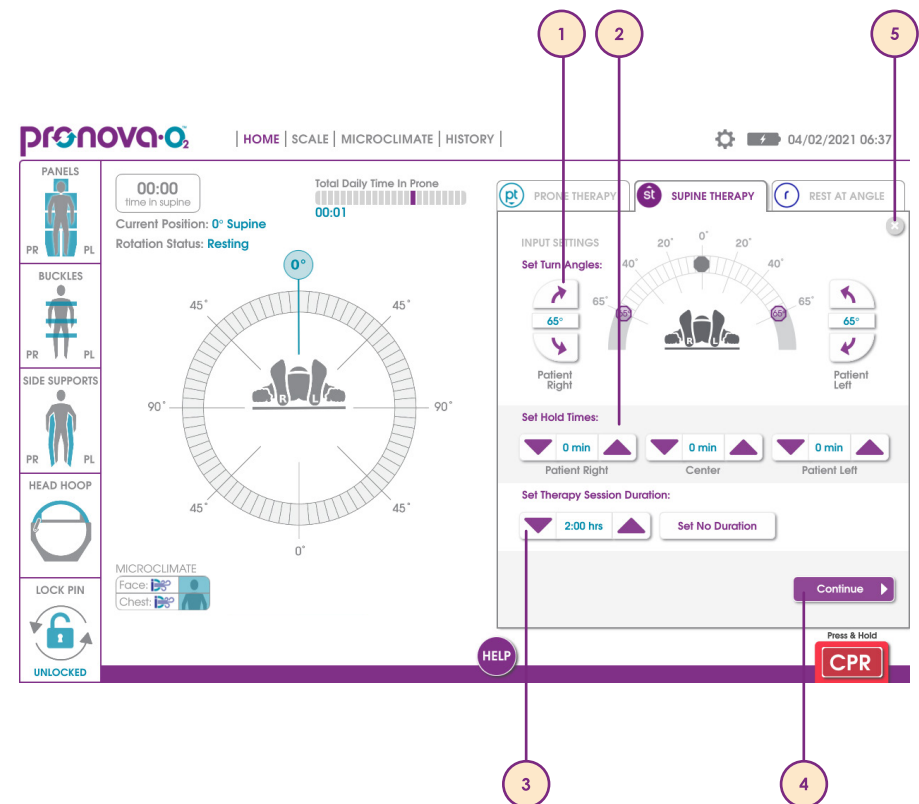 1
2
5
pronova·O2
| HOME | SCALE | MICROCLIMATE | HISTORY |
04/02/2021 06:37
PANELS
PR PL
BUCKLES
PR PL
SIDE SUPPORTS
PR PL
HEAD HOOP
LOCK PIN
UNLOCKED
00:00
time in supine
Total Daily Time In Prone
00:01
Current Position: 0° Supine
Rotation Status: Resting
0°
45° 45°
R L
90° 90°
45° 45°
0°
MICROCLIMATE
Face:
Chest:
pt PRONE THERAPY
st SUPINE THERAPY
r REST AT ANGLE
x
INPUT SETTINGS
Set Turn Angles:
0°
20° 20°
40° 40°
65° 65°
65° 65°
65° 65°
R L
Patient
Right
Patient
Left
Set Hold Times:
0 min 0 min 0 min
Patient Right Center Patient Left
Set Therapy Session Duration:
2:00 hrs Set No Duration
Continue
Press & Hold
CPR
HELP
3
4